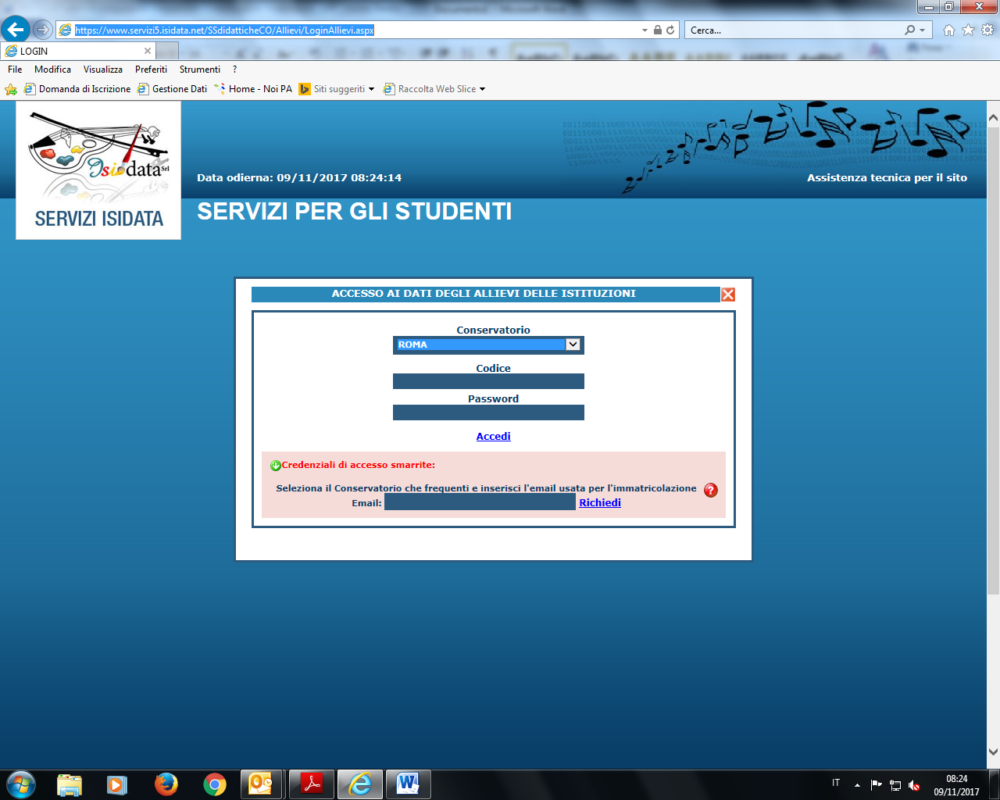 https://www.servizi5.isidata.net/SSdidatticheCO/Allievi/LoginAllievi.aspx
Cerca...
LOGIN
File Modifica Visualizza Preferiti Strumenti ?
Domanda di Iscrizione Gestione Dati Home - Noi PA Siti suggeriti Raccolta Web Slice
Isidata Srl
SERVIZI ISIDATA
Data odierna: 09/11/2017 08:24:14
Assistenza tecnica per il sito
SERVIZI PER GLI STUDENTI
ACCESSO AI DATI DEGLI ALLIEVI DELLE ISTITUZIONI
Conservatorio
ROMA
Codice
Password
Accedi
Credenziali di accesso smarrite:
Seleziona il Conservatorio che frequenti e inserisci l'email usata per l'immatricolazione
Email: Richiedi
IT
08:24
09/11/2017